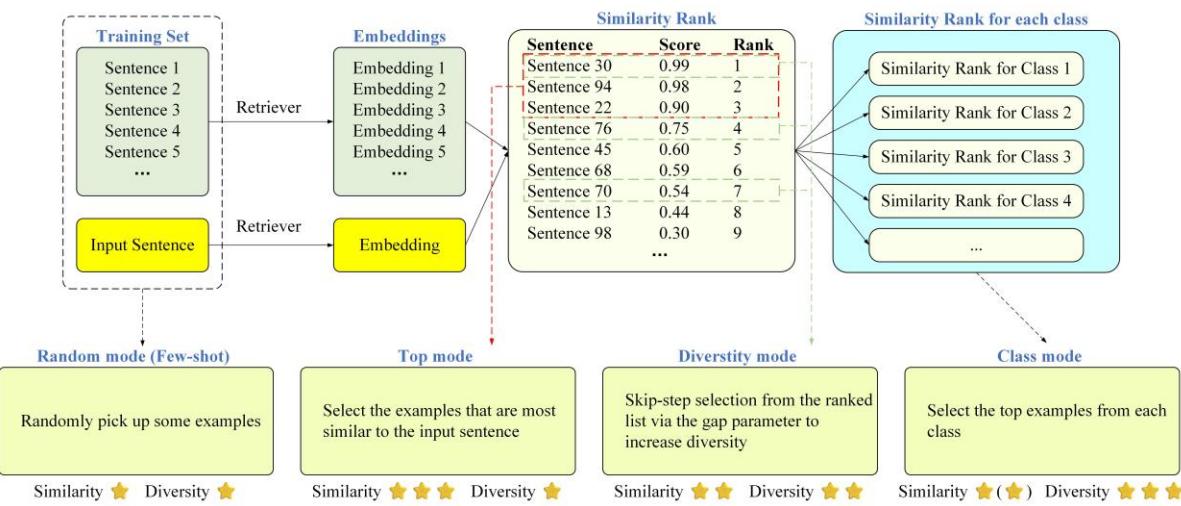 Training Set
Sentence 1
Sentence 2
Sentence 3
Sentence 4
Sentence 5
...
Input Sentence
Retriever
Retriever
Embeddings
Embedding 1
Embedding 2
Embedding 3
Embedding 4
Embedding 5
...
Embedding
Similarity Rank
Sentence Score Rank
Sentence 30 0.99 1
Sentence 94 0.98 2
Sentence 22 0.90 3
Sentence 76 0.75 4
Sentence 45 0.60 5
Sentence 68 0.59 6
Sentence 70 0.54 7
Sentence 13 0.44 8
Sentence 98 0.30 9
...
Similarity Rank for each class
Similarity Rank for Class 1
Similarity Rank for Class 2
Similarity Rank for Class 3
Similarity Rank for Class 4
...
Random mode (Few-shot)
Randomly pick up some examples
Similarity Diversity
Top mode
Select the examples that are most
similar to the input sentence
Similarity Diversity
Diverstity mode
Skip-step selection from the ranked
list via the gap parameter to
increase diversity
Similarity Diversity
Class mode
Select the top examples from each
class
Similarity ( ) Diversity